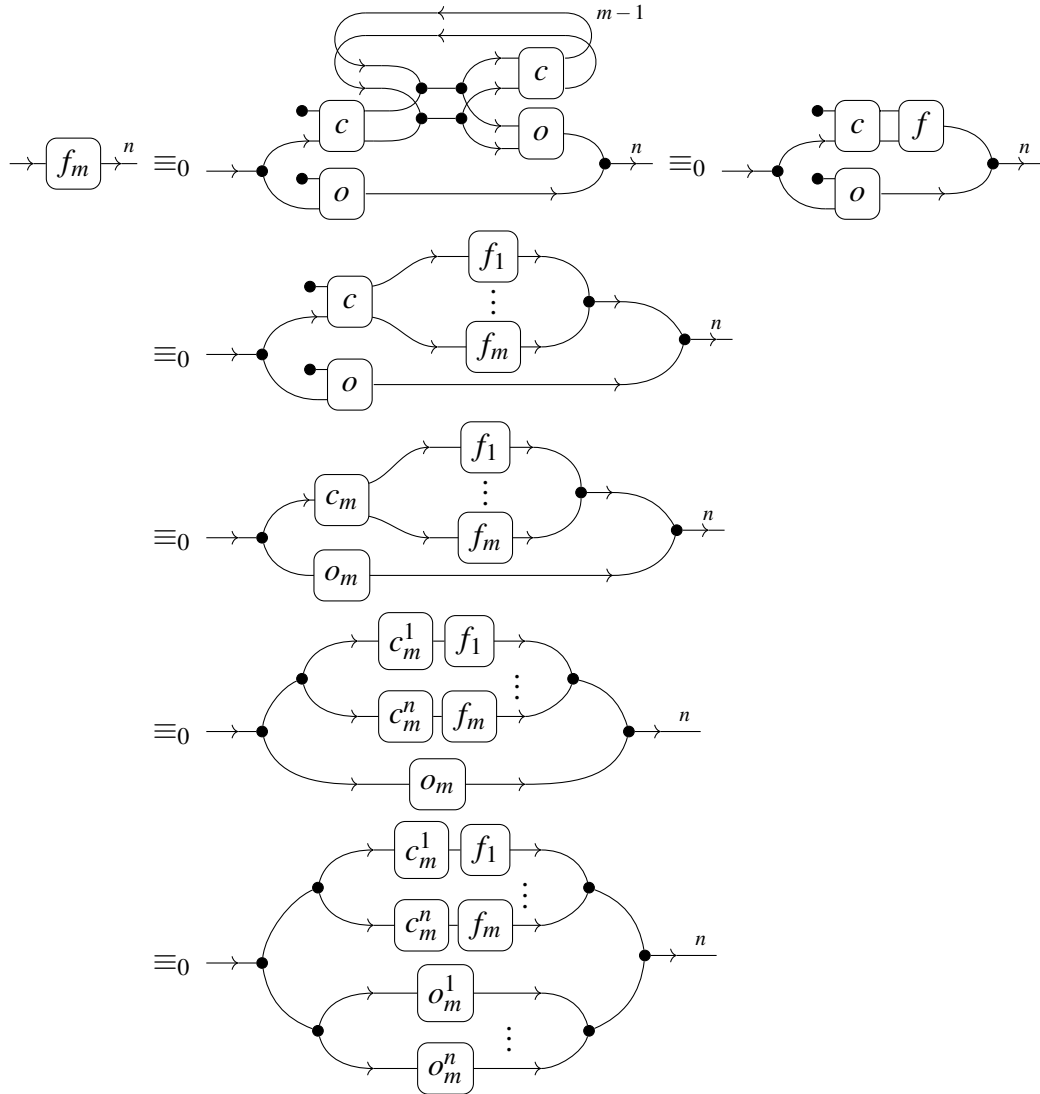 m − 1
c
c o
f_m n ≡₀ n ≡₀ c f n
o o
f_1
c ⋮
≡₀ f_m n
o
f_1
c_m ⋮
≡₀ f_m n
o_m
c_m^1 f_1
⋮
c_m^n f_m
≡₀ n
o_m
c_m^1 f_1
⋮
c_m^n f_m
≡₀ n
o_m^1
⋮
o_m^n